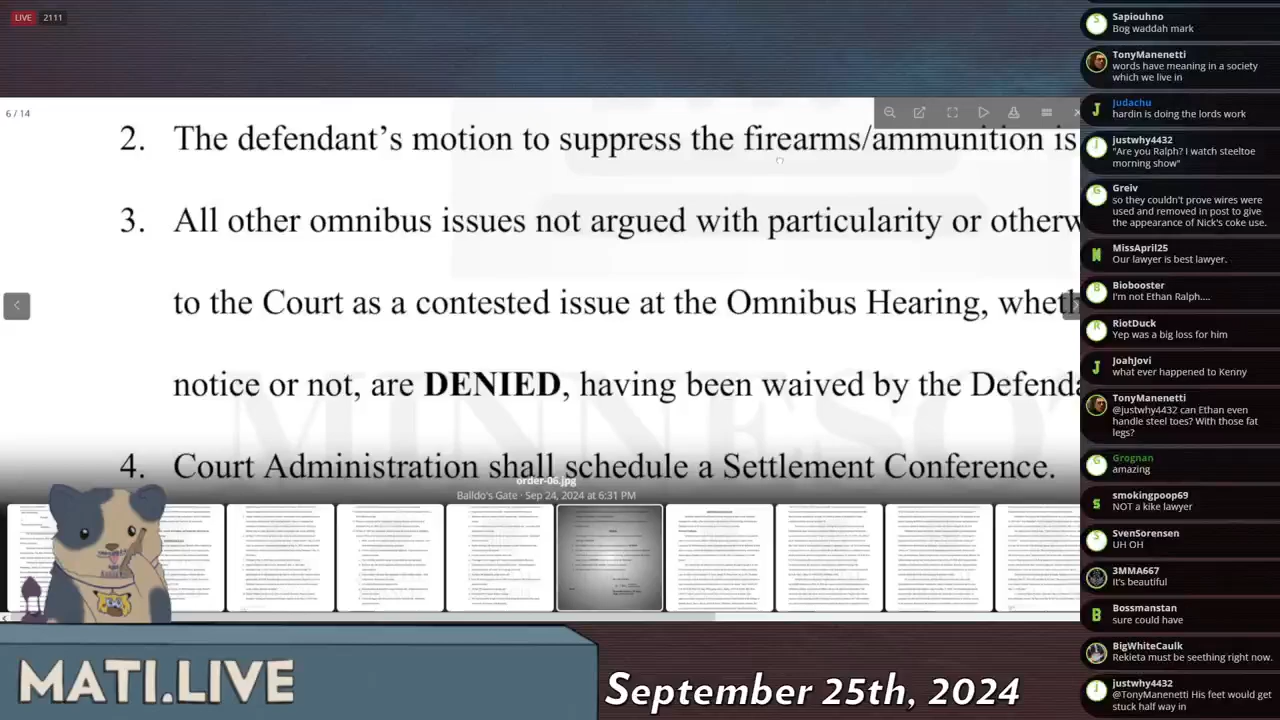 LIVE 2111
6 / 14
2. The defendant's motion to suppress the firearms/ammunition is
3. All other omnibus issues not argued with particularity or otherw
to the Court as a contested issue at the Omnibus Hearing, wheth
notice or not, are DENIED, having been waived by the Defenda
4. Court Administration shall schedule a Settlement Conference.
order-06.jpg
Balldo's Gate · Sep 24, 2024 at 6:31 PM
MINNESO
MATI.LIVE
September 25th, 2024
Sapiouhno
Bog waddah mark
TonyManenetti
words have meaning in a society
which we live in
Judachu
hardin is doing the lords work
justwhy4432
"Are you Ralph? I watch steeltoe
morning show"
Greiv
so they couldn't prove wires were
used and removed in post to give
the appearance of Nick's coke use.
MissApril25
Our lawyer is best lawyer.
Biobooster
I'm not Ethan Ralph....
RiotDuck
Yep was a big loss for him
JoahJovi
what ever happened to Kenny
TonyManenetti
@justwhy4432 can Ethan even
handle steel toes? With those fat
legs?
Grognan
amazing
smokingpoop69
NOT a kike lawyer
SvenSorensen
UH OH
3MMA667
It's beautiful
Bossmanstan
sure could have
BigWhiteCaulk
Rekieta must be seething right now.
justwhy4432
@TonyManenetti His feet would get
stuck half way in